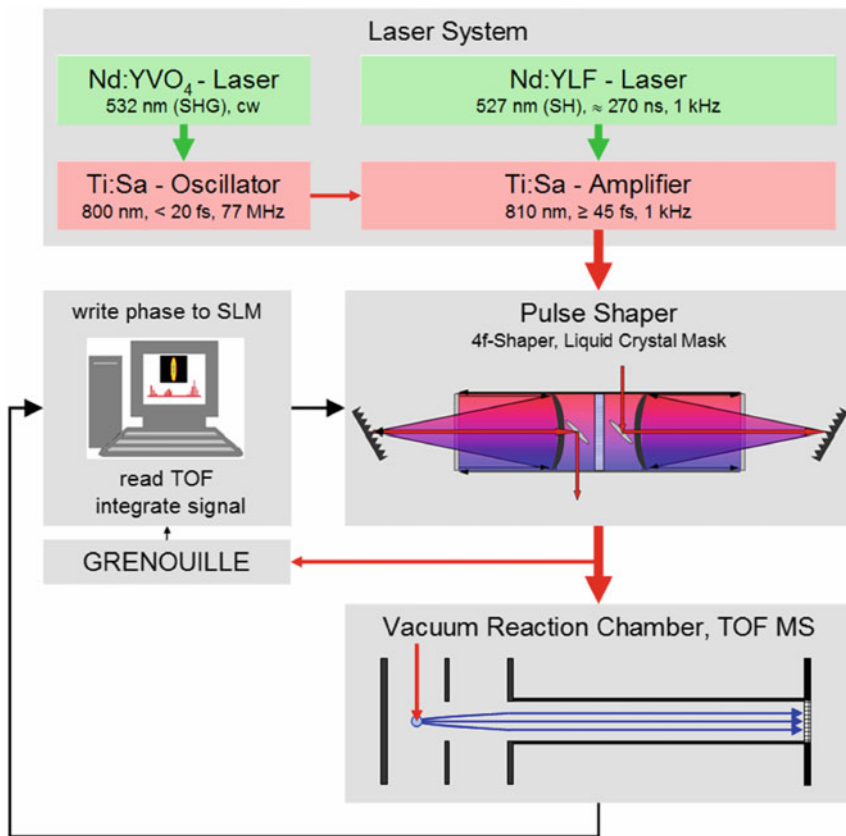 Laser System
Nd:YVO₄ - Laser
532 nm (SHG), cw
Nd:YLF - Laser
527 nm (SH), ≈ 270 ns, 1 kHz
Ti:Sa - Oscillator
800 nm, < 20 fs, 77 MHz
Ti:Sa - Amplifier
810 nm, ≥ 45 fs, 1 kHz
write phase to SLM
read TOF
integrate signal
Pulse Shaper
4f-Shaper, Liquid Crystal Mask
GRENOUILLE
Vacuum Reaction Chamber, TOF MS